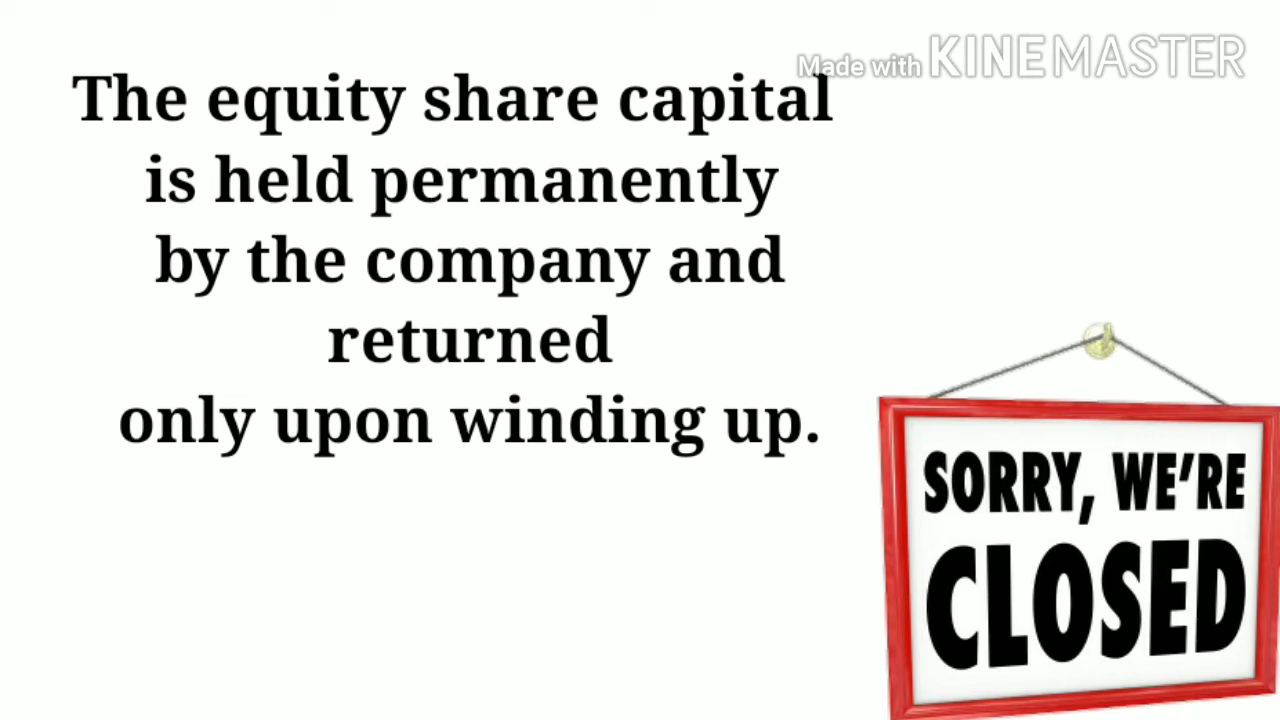 Made with KINEMASTER
The equity share capital
is held permanently
by the company and
returned
only upon winding up.
SORRY, WE'RE
CLOSED